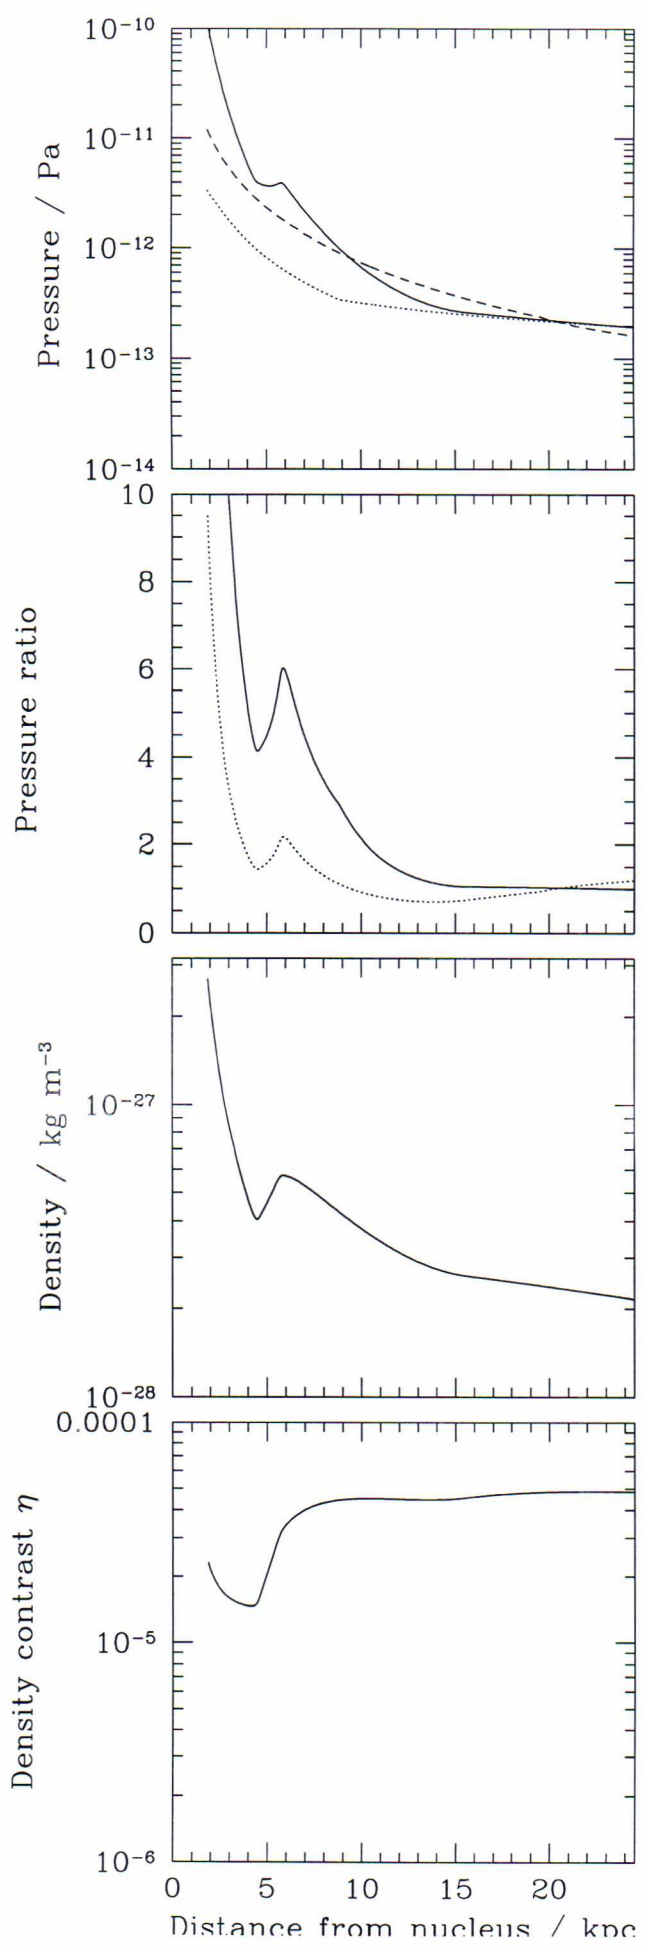 10⁻¹⁰
10⁻¹¹
10⁻¹²
10⁻¹³
10⁻¹⁴
Pressure / Pa
10
8
6
4
2
0
Pressure ratio
10⁻²⁷
10⁻²⁸
Density / kg m⁻³
0.0001
10⁻⁵
10⁻⁶
Density contrast η
0 5 10 15 20
Distance from nucleus / kpc